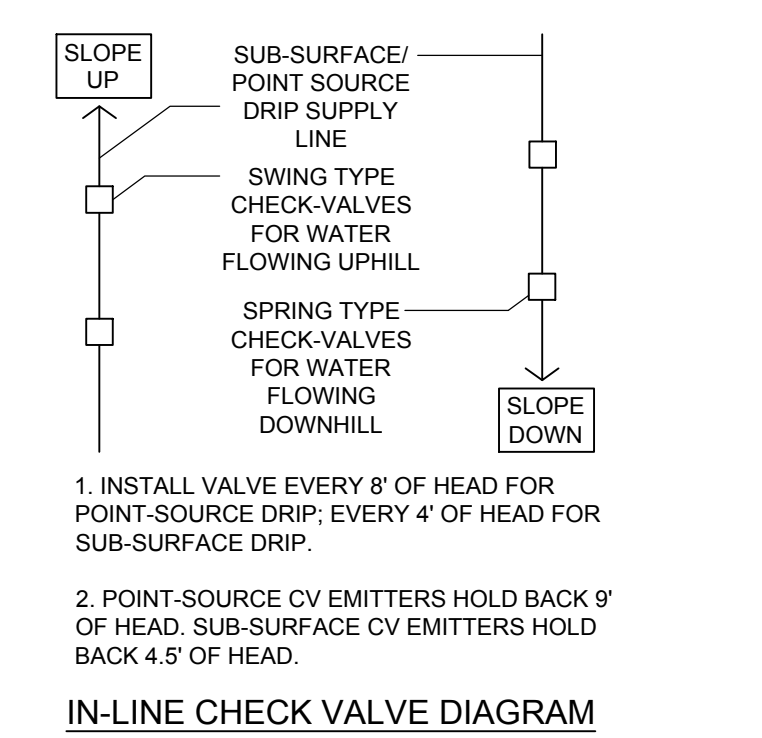 SLOPE
UP
SUB-SURFACE/
POINT SOURCE
DRIP SUPPLY
LINE
SWING TYPE
CHECK-VALVES
FOR WATER
FLOWING UPHILL
SPRING TYPE
CHECK-VALVES
FOR WATER
FLOWING
DOWNHILL
SLOPE
DOWN
1. INSTALL VALVE EVERY 8' OF HEAD FOR
POINT-SOURCE DRIP; EVERY 4' OF HEAD FOR
SUB-SURFACE DRIP.
2. POINT-SOURCE CV EMITTERS HOLD BACK 9'
OF HEAD. SUB-SURFACE CV EMITTERS HOLD
BACK 4.5' OF HEAD.
IN-LINE CHECK VALVE DIAGRAM